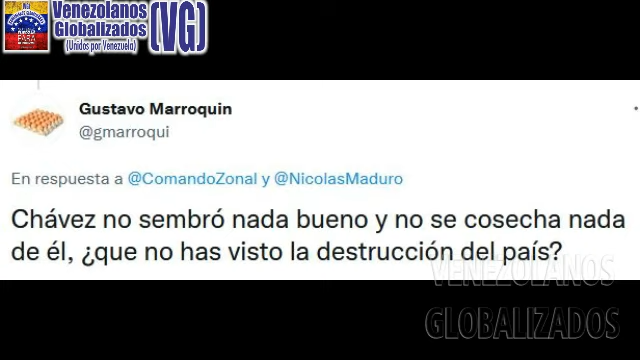 Venezolanos
Globalizados
(Unidos por Venezuela)
(VG)
Gustavo Marroquin
@gmarroqui
En respuesta a @ComandoZonal y @NicolasMaduro
Chávez no sembró nada bueno y no se cosecha nada
de él, ¿que no has visto la destrucción del país?
VENEZOLANOS
GLOBALIZADOS